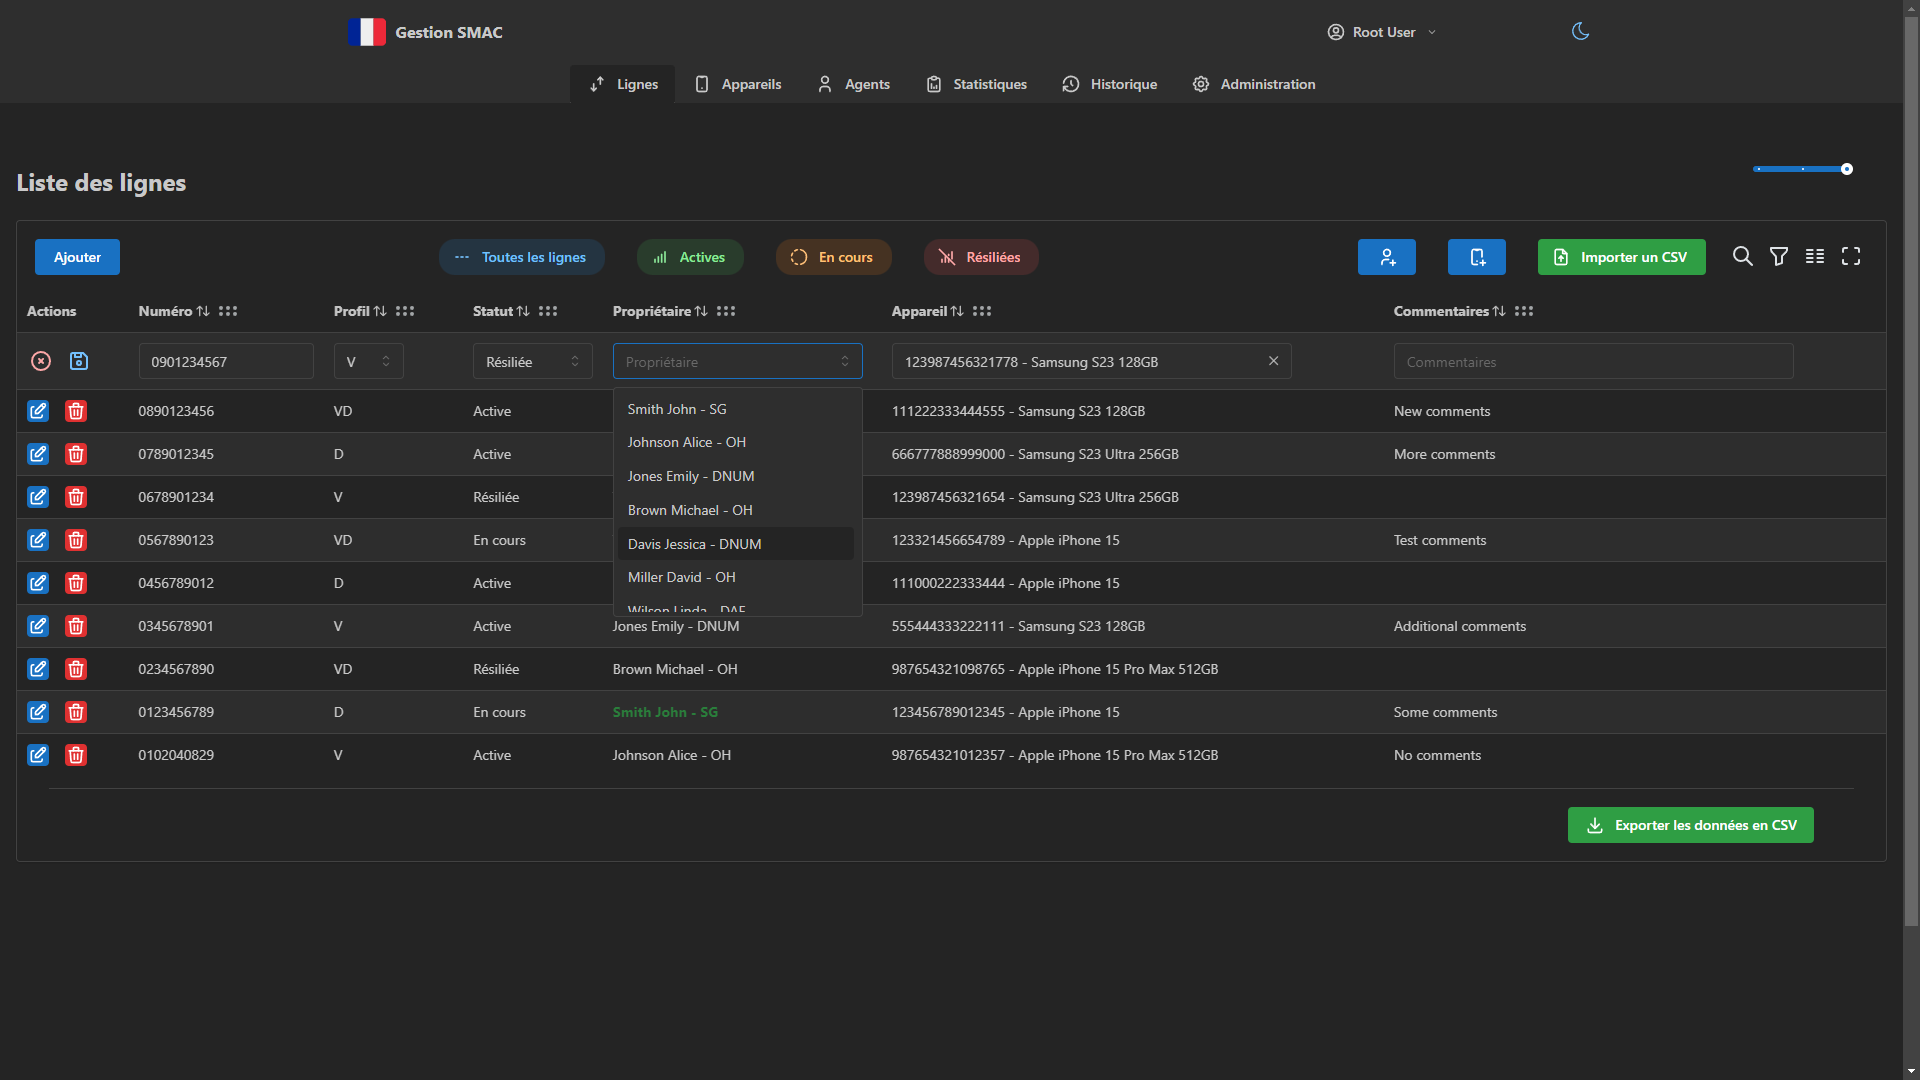 Gestion SMAC
Root User
Lignes
Appareils
Agents
Statistiques
Historique
Administration
Liste des lignes
Ajouter
Toutes les lignes
Actives
En cours
Résiliées
Importer un CSV
Actions Numéro Profil Statut Propriétaire Appareil Commentaires
0901234567 V Résiliée Propriétaire 123987456321778 - Samsung S23 128GB Commentaires
0890123456 VD Active 111222333444555 - Samsung S23 128GB New comments
0789012345 D Active 666777888999000 - Samsung S23 Ultra 256GB More comments
0678901234 V Résiliée 123987456321654 - Samsung S23 Ultra 256GB
0567890123 VD En cours 123321456654789 - Apple iPhone 15 Test comments
0456789012 D Active 111000222333444 - Apple iPhone 15
Smith John - SG
Johnson Alice - OH
Jones Emily - DNUM
Brown Michael - OH
Davis Jessica - DNUM
Miller David - OH
Wilson Linda - DAF
0345678901 V Active Jones Emily - DNUM 555444333222111 - Samsung S23 128GB Additional comments
0234567890 VD Résiliée Brown Michael - OH 987654321098765 - Apple iPhone 15 Pro Max 512GB
0123456789 D En cours Smith John - SG 123456789012345 - Apple iPhone 15 Some comments
0102040829 V Active Johnson Alice - OH 987654321012357 - Apple iPhone 15 Pro Max 512GB No comments
Exporter les données en CSV